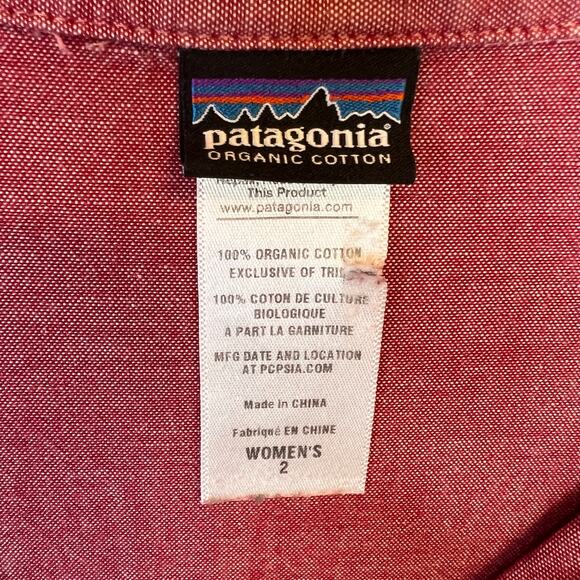 patagonia®
ORGANIC COTTON
This Product
www.patagonia.com
100% ORGANIC COTTON
EXCLUSIVE OF
100% COTON DE CULTURE
BIOLOGIQUE
A PART LA GARNITURE
MFG DATE AND LOCATION
AT PCPSIA.COM
Made in CHINA
Fabriqué EN CHINE
WOMEN'S
2